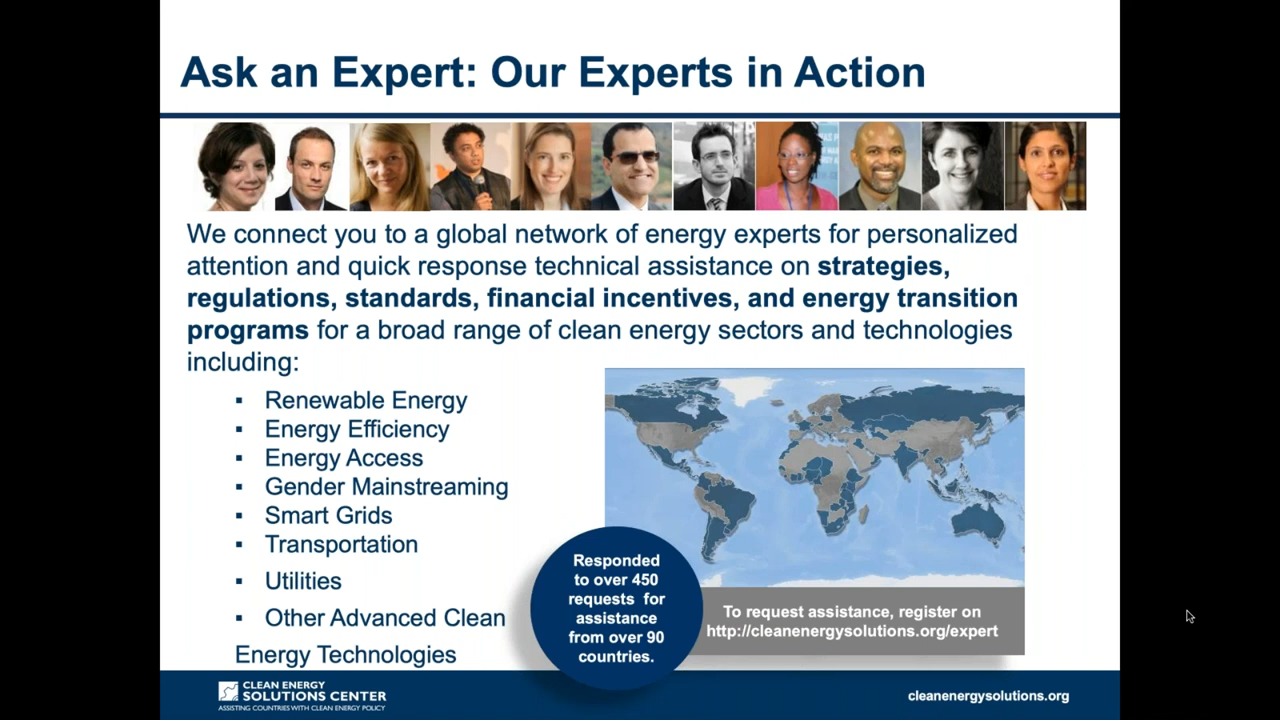 Ask an Expert: Our Experts in Action
We connect you to a global network of energy experts for personalized
attention and quick response technical assistance on strategies,
regulations, standards, financial incentives, and energy transition
programs for a broad range of clean energy sectors and technologies
including:
▪ Renewable Energy
▪ Energy Efficiency
▪ Energy Access
▪ Gender Mainstreaming
▪ Smart Grids
▪ Transportation
▪ Utilities
▪ Other Advanced Clean
Energy Technologies
Responded
to over 450
requests for
assistance
from over 90
countries.
To request assistance, register on
http://cleanenergysolutions.org/expert
CLEAN ENERGY
SOLUTIONS CENTER
ASSISTING COUNTRIES WITH CLEAN ENERGY POLICY
cleanenergysolutions.org